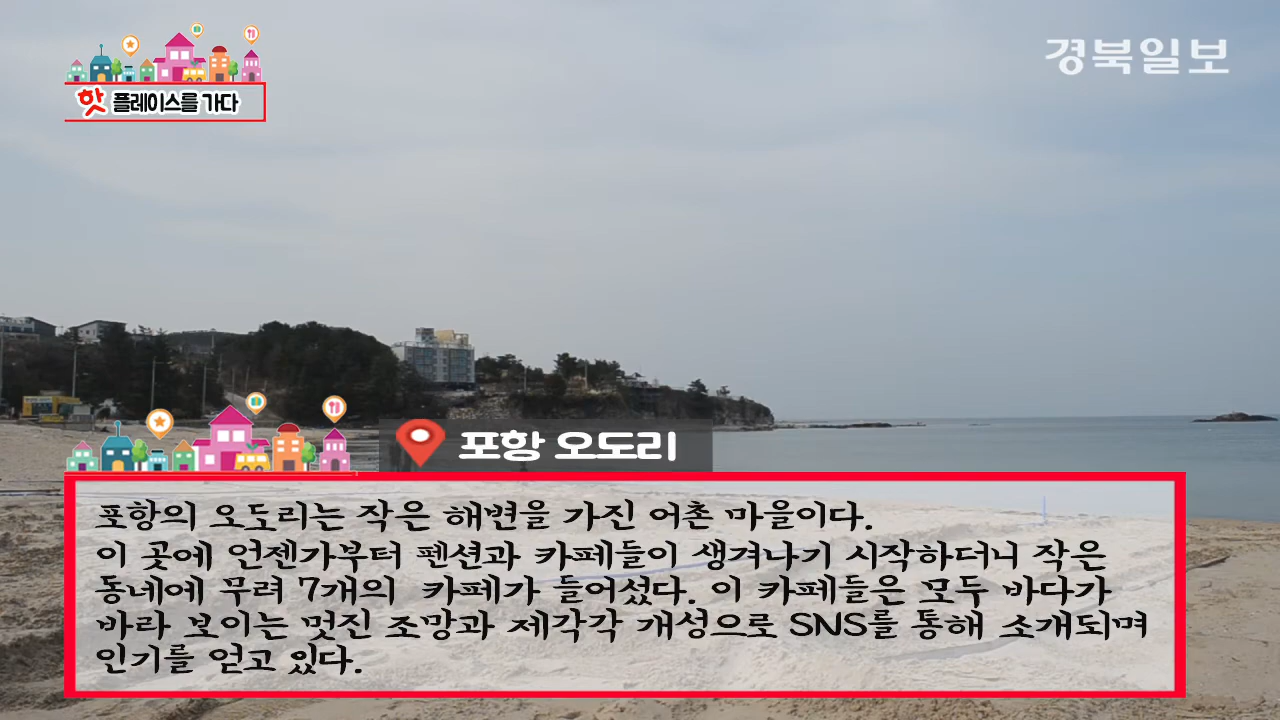 경북일보
핫 플레이스를 가다
포항 오도리
포항의 오도리는 작은 해변을 가진 어촌 마을이다.
이 곳에 언젠가부터 펜션과 카페들이 생겨나기 시작하더니 작은
동네에 무려 7개의 카페가 들어섰다. 이 카페들은 모두 바다가
바라 보이는 멋진 조망과 제각각 개성으로 SNS를 통해 소개되며
인기를 얻고 있다.